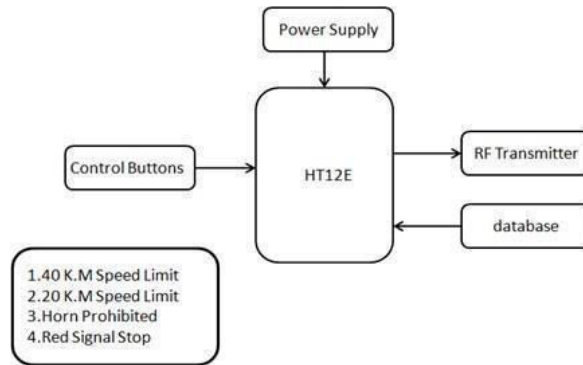 Power Supply
Control Buttons
HT12E
RF Transmitter
database
1.40 K.M Speed Limit
2.20 K.M Speed Limit
3.Horn Prohibited
4.Red Signal Stop